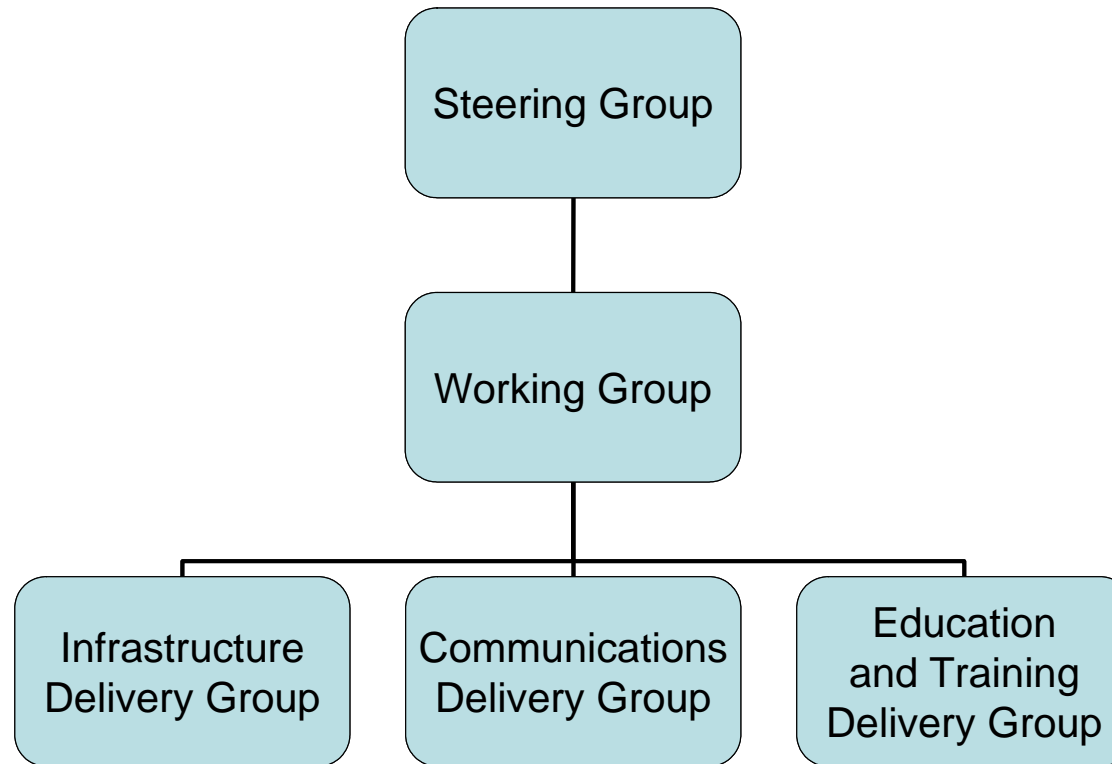 Steering Group
Working Group
Infrastructure
Delivery Group
Communications
Delivery Group
Education
and Training
Delivery Group